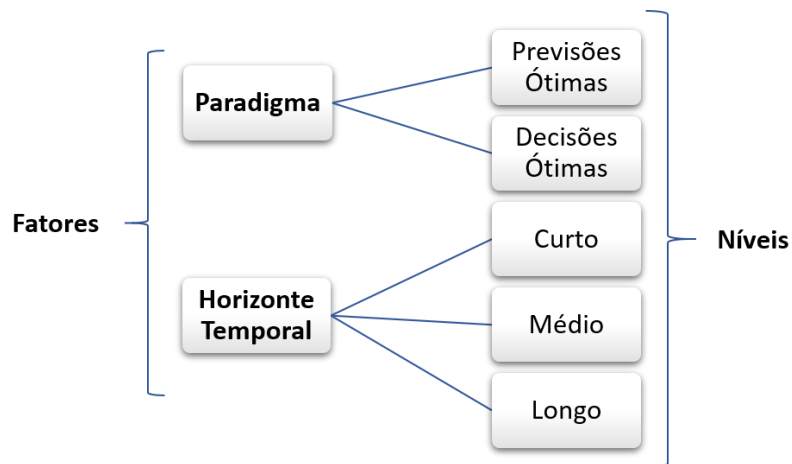 Fatores
Paradigma
Previsões
Ótimas
Decisões
Ótimas
Horizonte
Temporal
Curto
Médio
Longo
Níveis